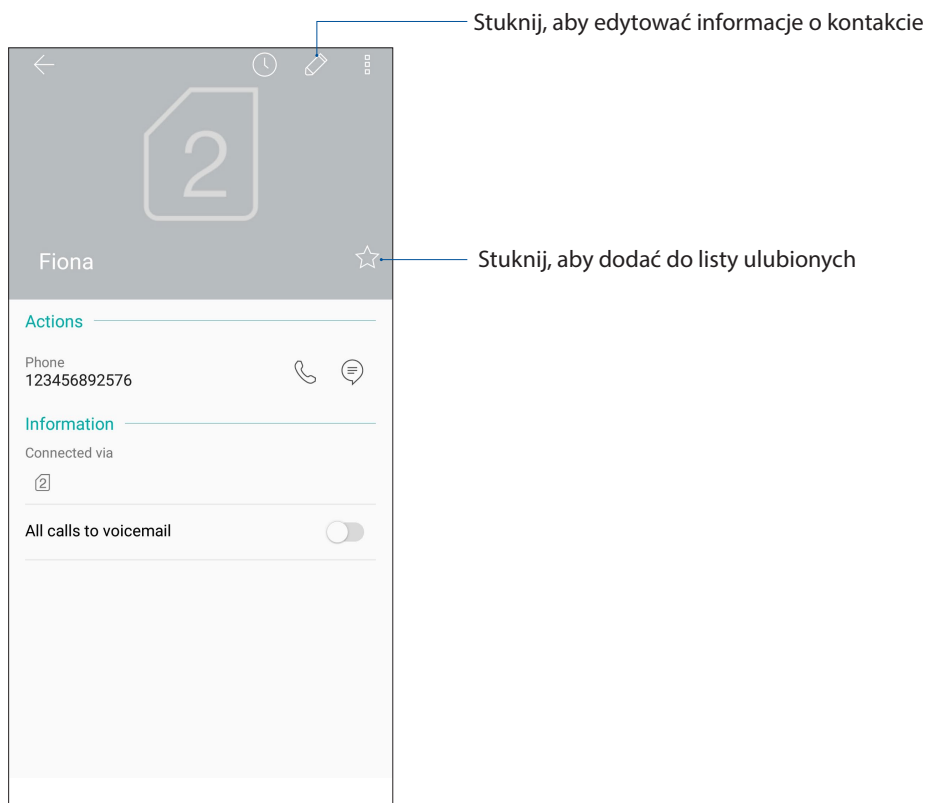 Stuknij, aby edytować informacje o kontakcie
2
Fiona
Stuknij, aby dodać do listy ulubionych
Actions
Phone
123456892576
Information
Connected via
2
All calls to voicemail